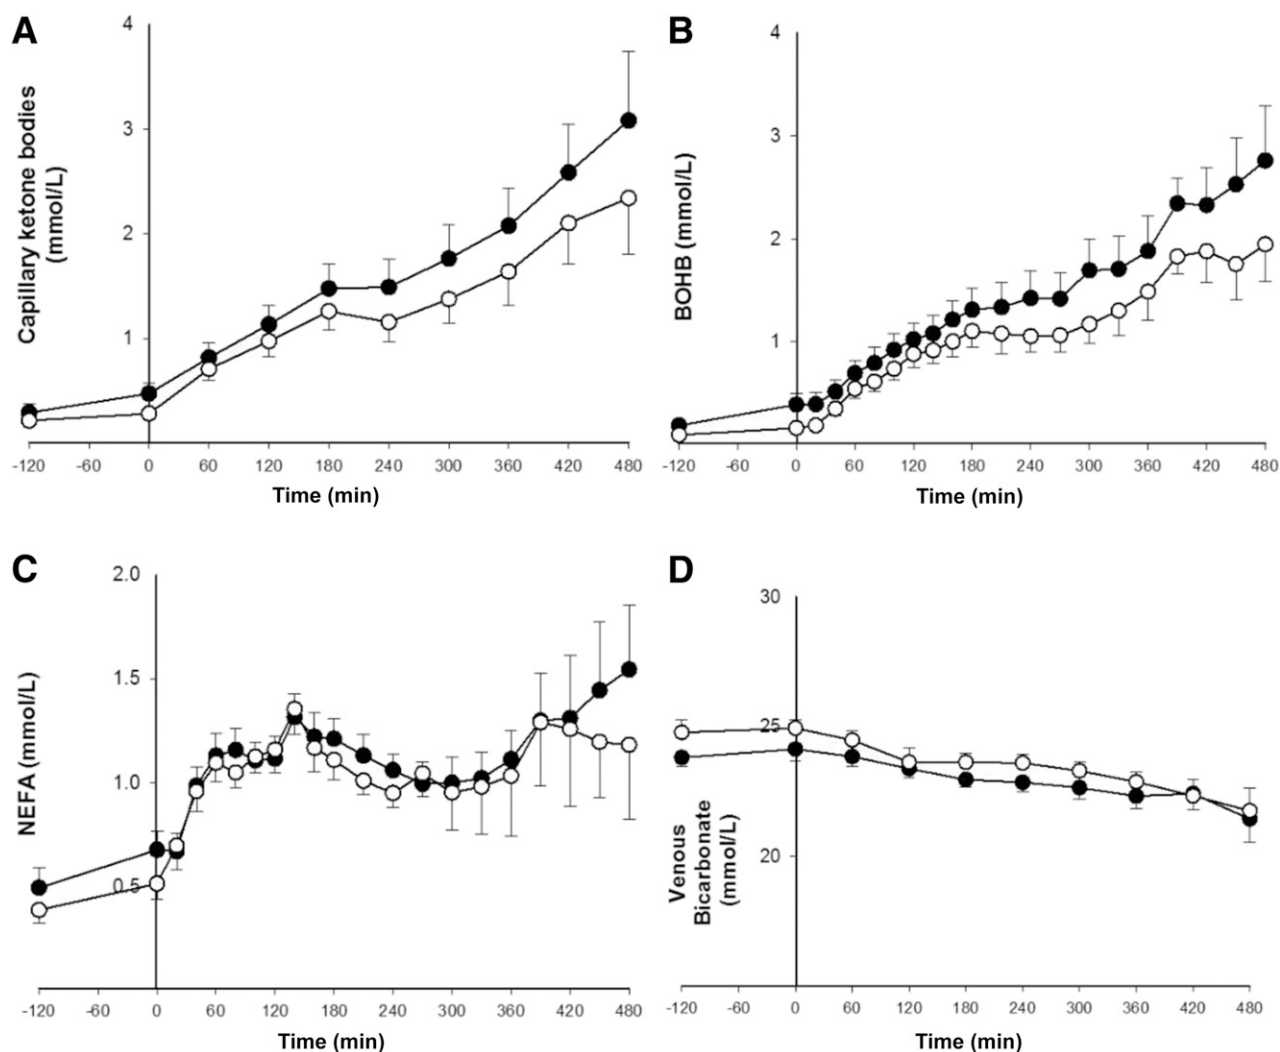 A
4
3
2
1
Capillary ketone bodies
(mmol/L)
-120 -60 0 60 120 180 240 300 360 420 480
Time (min)
B
4
3
2
1
BOHB (mmol/L)
-120 -60 0 60 120 180 240 300 360 420 480
Time (min)
C
2.0
1.5
1.0
0.5
NEFA (mmol/L)
-120 -60 0 60 120 180 240 300 360 420 480
Time (min)
D
30
25
20
Venous
Bicarbonate
(mmol/L)
-120 -60 0 60 120 180 240 300 360 420 480
Time (min)